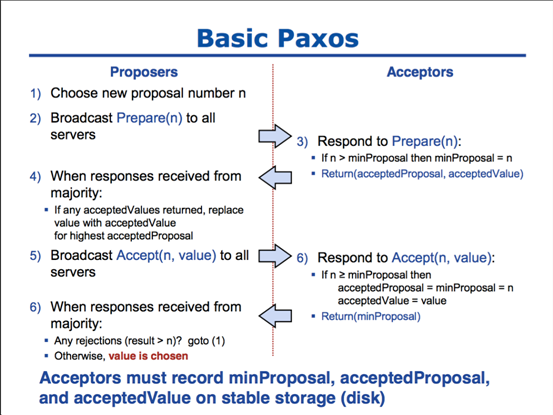 Basic Paxos
Proposers
1) Choose new proposal number n
2) Broadcast Prepare(n) to all
servers
4) When responses received from
majority:
▪ If any acceptedValues returned, replace
value with acceptedValue
for highest acceptedProposal
5) Broadcast Accept(n, value) to all
servers
6) When responses received from
majority:
▪ Any rejections (result > n)? goto (1)
▪ Otherwise, value is chosen
Acceptors
3) Respond to Prepare(n):
▪ If n > minProposal then minProposal = n
▪ Return(acceptedProposal, acceptedValue)
6) Respond to Accept(n, value):
▪ If n ≥ minProposal then
acceptedProposal = minProposal = n
acceptedValue = value
▪ Return(minProposal)
Acceptors must record minProposal, acceptedProposal,
and acceptedValue on stable storage (disk)